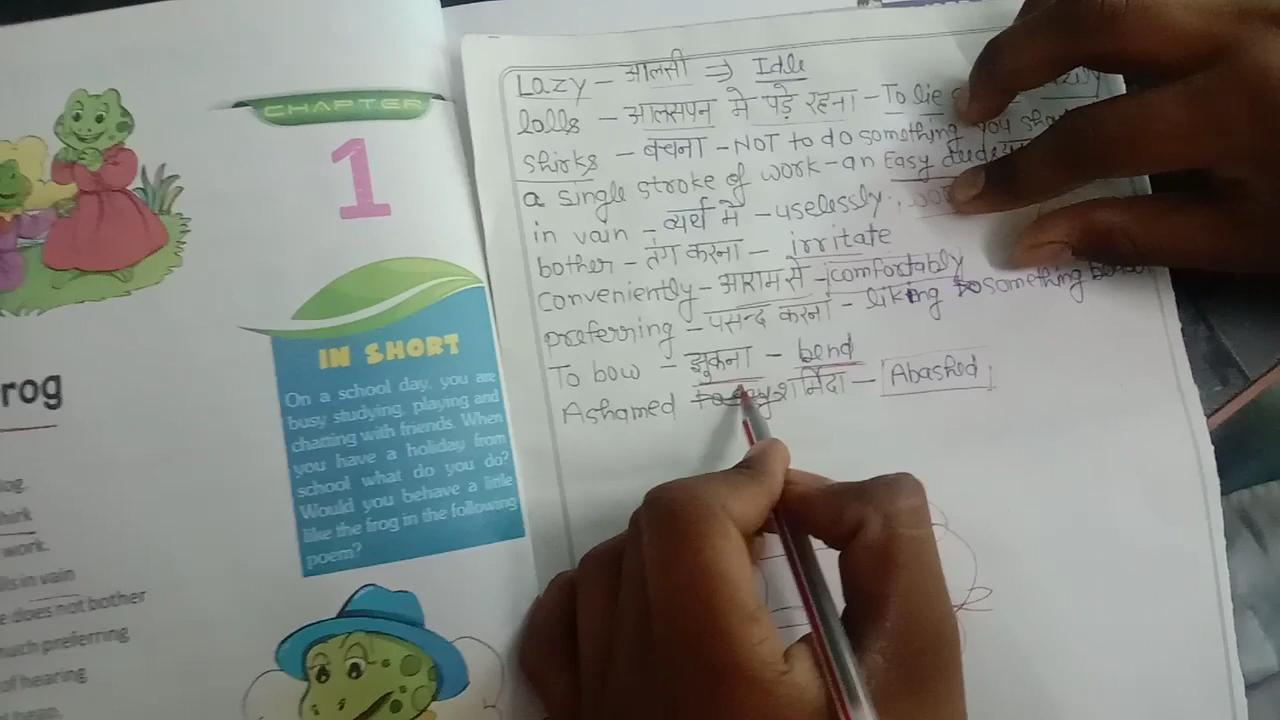 CHAPTER
1
IN SHORT
On a school day, you are
busy studying, playing and
chatting with friends. When
you have a holiday from
school what do you do?
Would you behave a little
like the frog in the following
poem?
rog
work.
in vain
does not bother
preferring
of hearing
Lazy – आलसी ⇒ Idle
lolls – आलसपन मे पड़े रहना – To lie
shirks – बचना – NOT to do something you
a single stroke of work – an Easy
in vain – व्यर्थ मे – uselessly,
bother – तंग करना – irritate
conveniently – आराम से – comfortably
preferring – पसन्द करना – liking something
To bow – झुकना – bend
Ashamed शर्मिंदा – Abashed